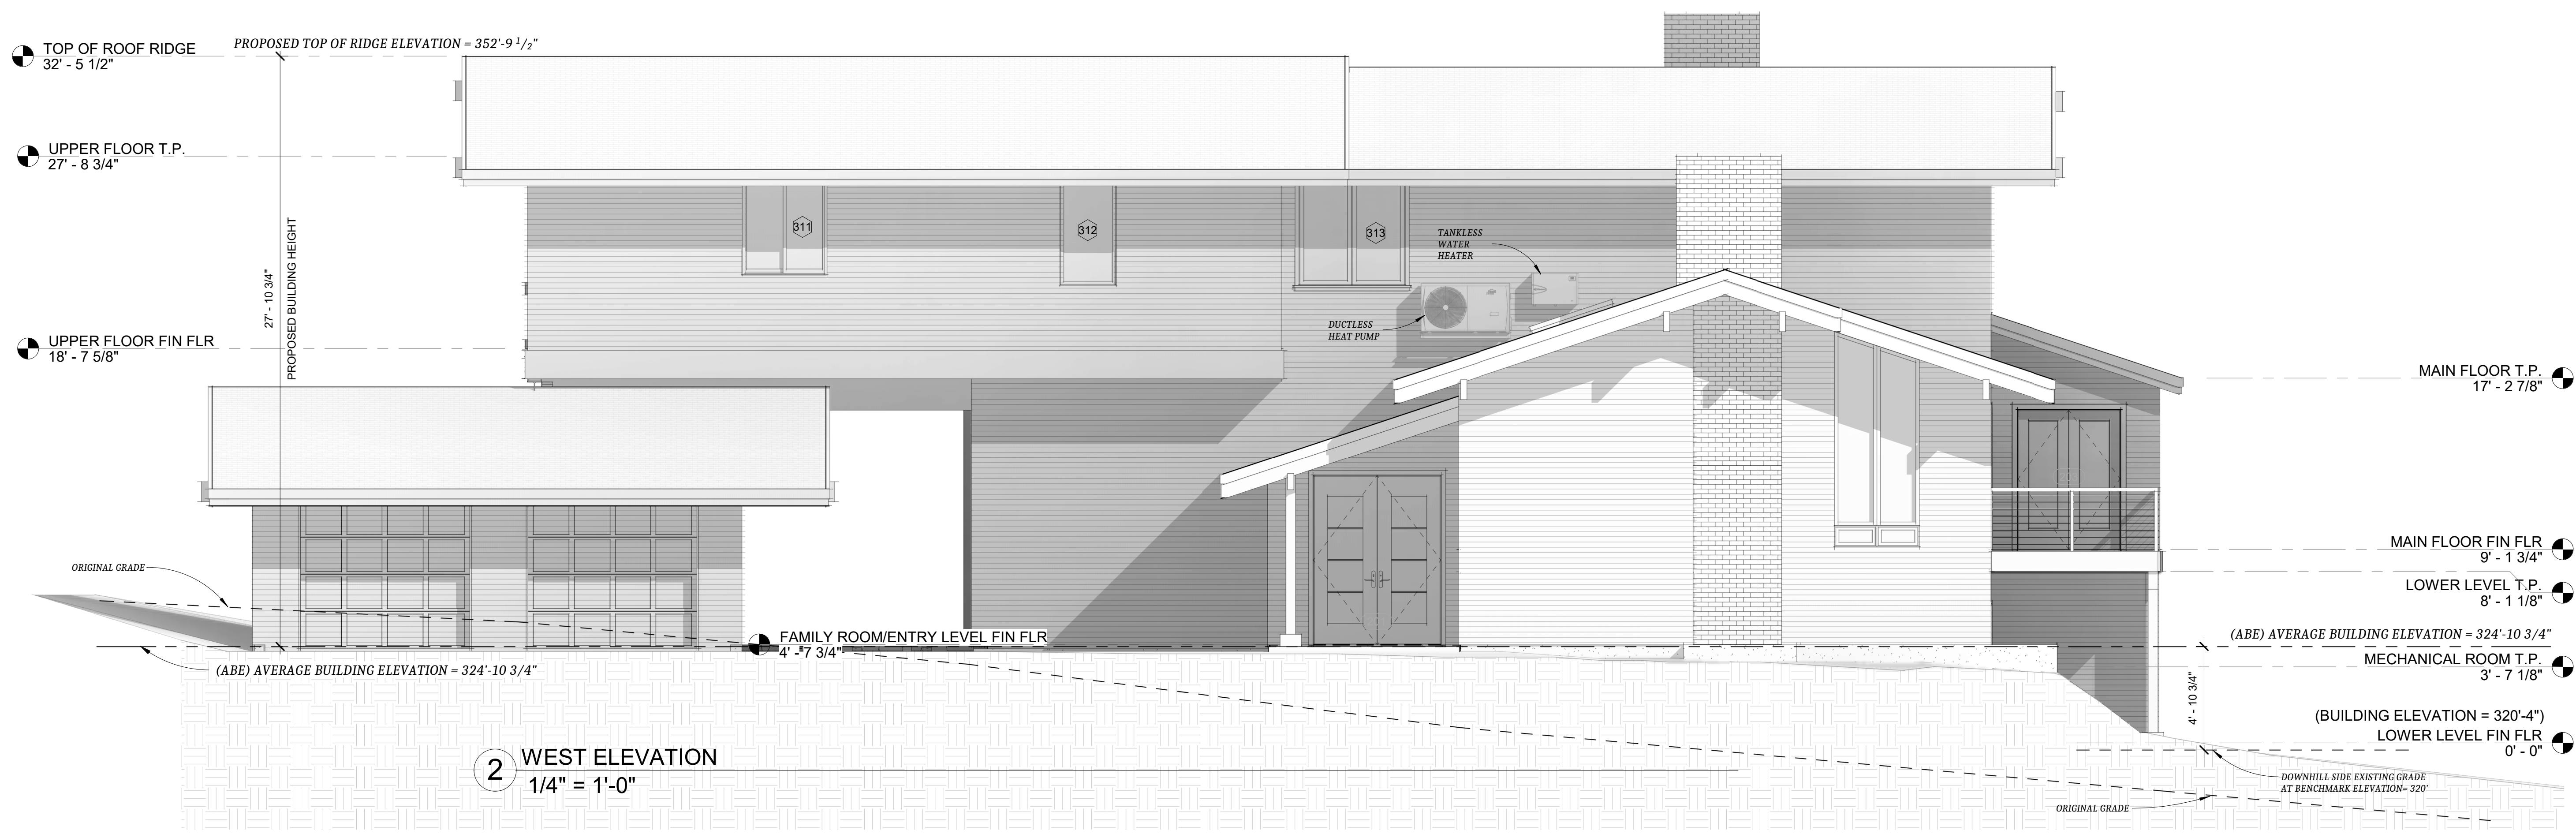 TOP OF ROOF RIDGE
32' - 5 1/2"
PROPOSED TOP OF RIDGE ELEVATION = 352'-9 1/2"
UPPER FLOOR T.P.
27' - 8 3/4"
27' - 10 3/4"
PROPOSED BUILDING HEIGHT
311
312
313
TANKLESS
WATER
HEATER
DUCTLESS
HEAT PUMP
UPPER FLOOR FIN FLR
18' - 7 5/8"
MAIN FLOOR T.P.
17' - 2 7/8"
MAIN FLOOR FIN FLR
9' - 1 3/4"
LOWER LEVEL T.P.
8' - 1 1/8"
ORIGINAL GRADE
FAMILY ROOM/ENTRY LEVEL FIN FLR
4' - 7 3/4"
(ABE) AVERAGE BUILDING ELEVATION = 324'-10 3/4"
(ABE) AVERAGE BUILDING ELEVATION = 324'-10 3/4"
MECHANICAL ROOM T.P.
3' - 7 1/8"
4' - 10 3/4"
(BUILDING ELEVATION = 320'-4")
LOWER LEVEL FIN FLR
0' - 0"
2
WEST ELEVATION
1/4" = 1'-0"
DOWNHILL SIDE EXISTING GRADE
AT BENCHMARK ELEVATION= 320'
ORIGINAL GRADE